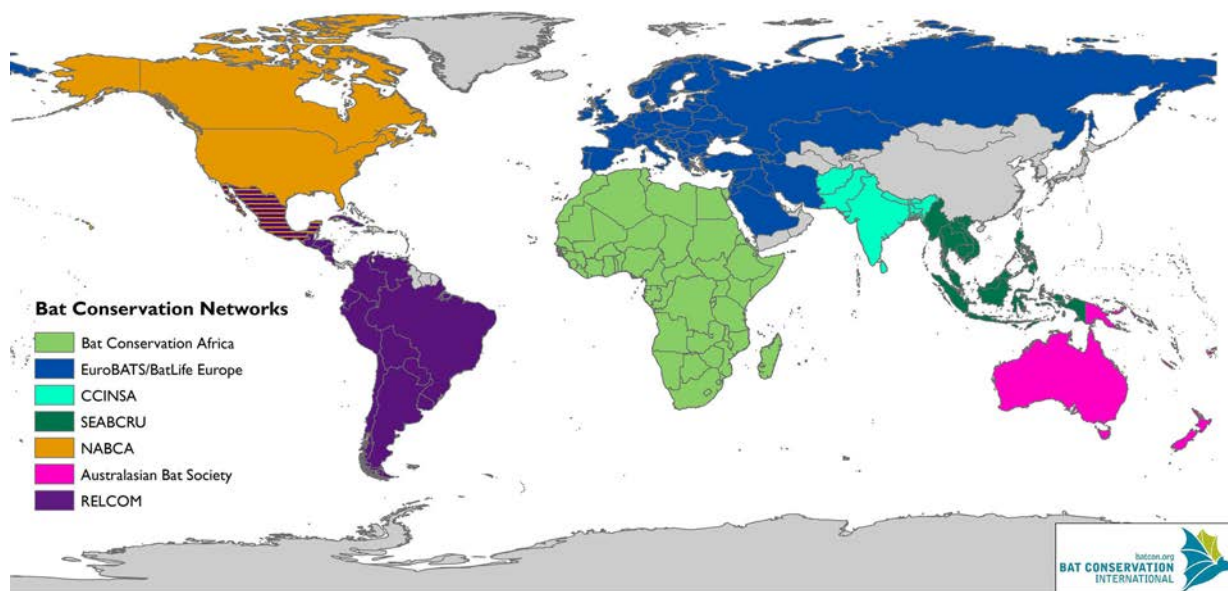 Bat Conservation Networks
Bat Conservation Africa
EuroBATS/BatLife Europe
CCINSA
SEABCRU
NABCA
Australasian Bat Society
RELCOM
batcon.org
BAT CONSERVATION
INTERNATIONAL